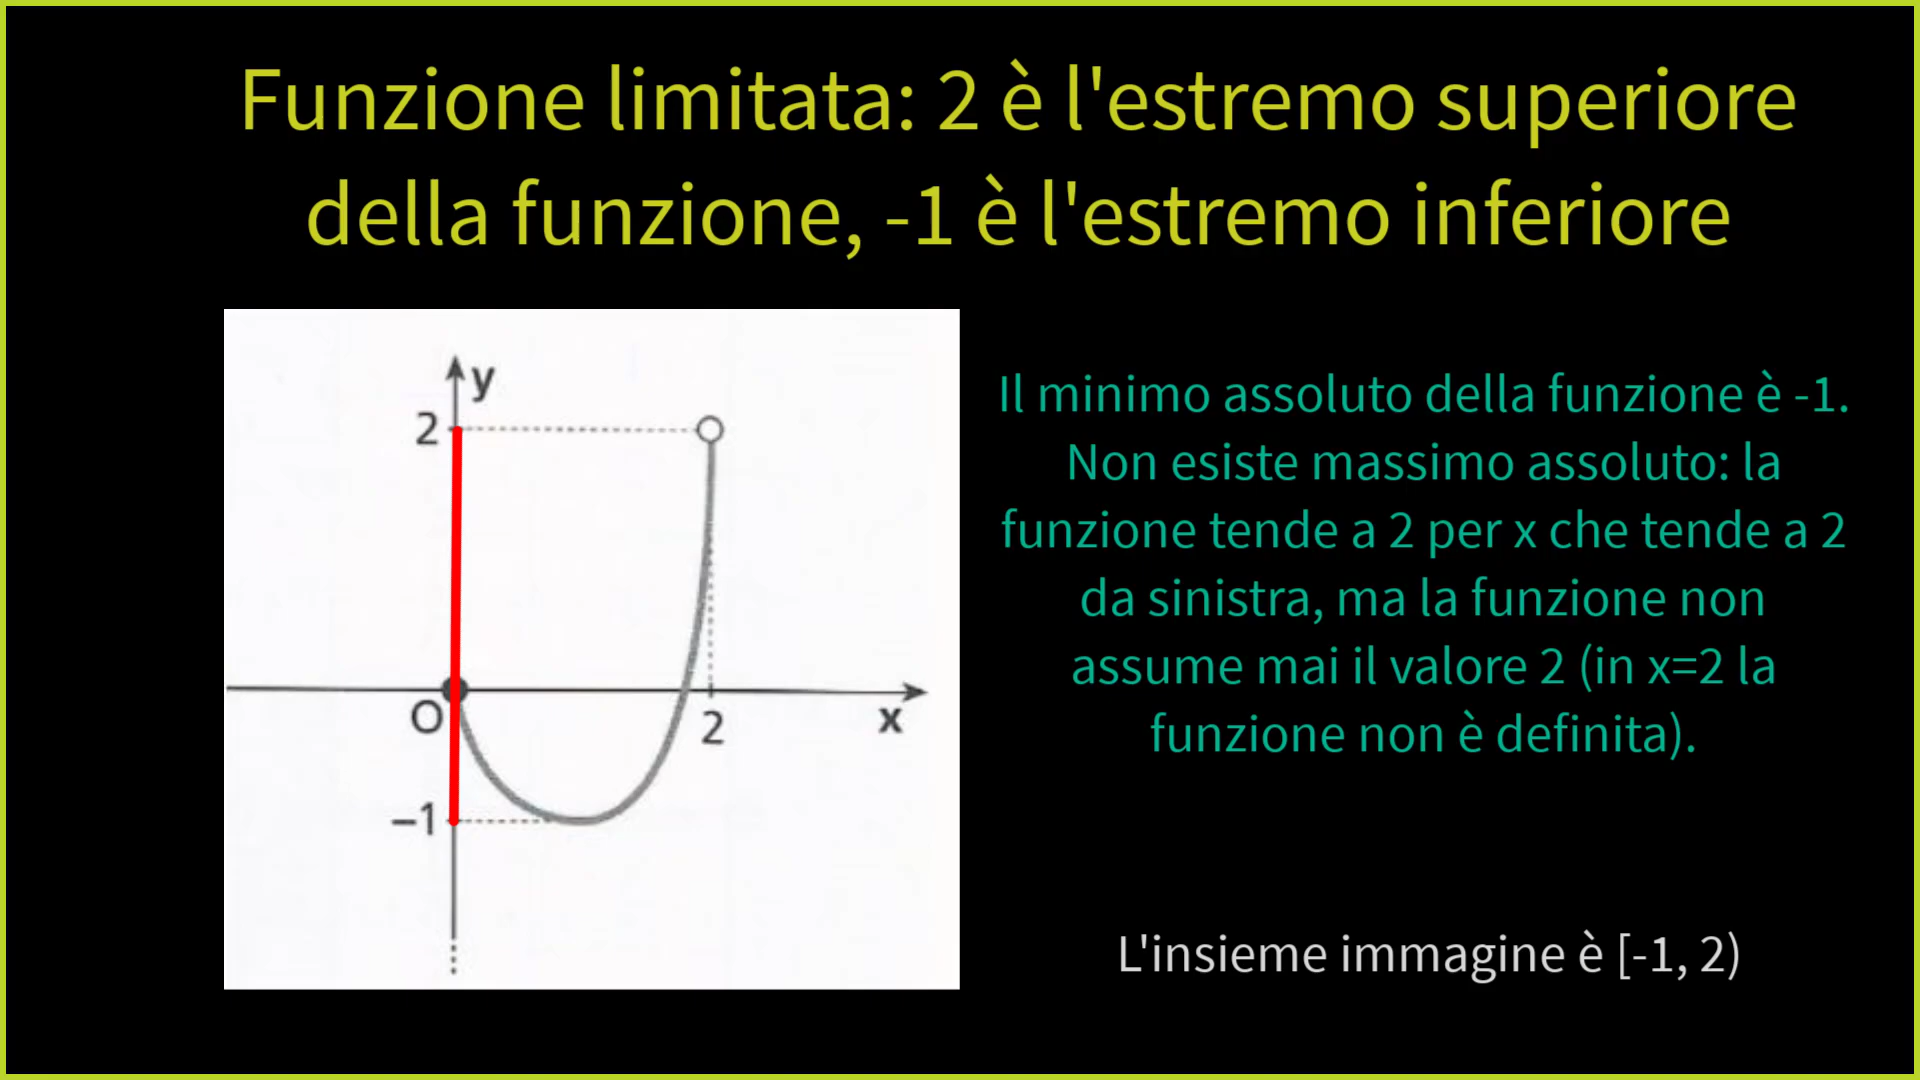 Funzione limitata: 2 è l'estremo superiore
della funzione, -1 è l'estremo inferiore
y
2
O
2
x
−1
Il minimo assoluto della funzione è -1.
Non esiste massimo assoluto: la
funzione tende a 2 per x che tende a 2
da sinistra, ma la funzione non
assume mai il valore 2 (in x=2 la
funzione non è definita).
L'insieme immagine è [-1, 2)